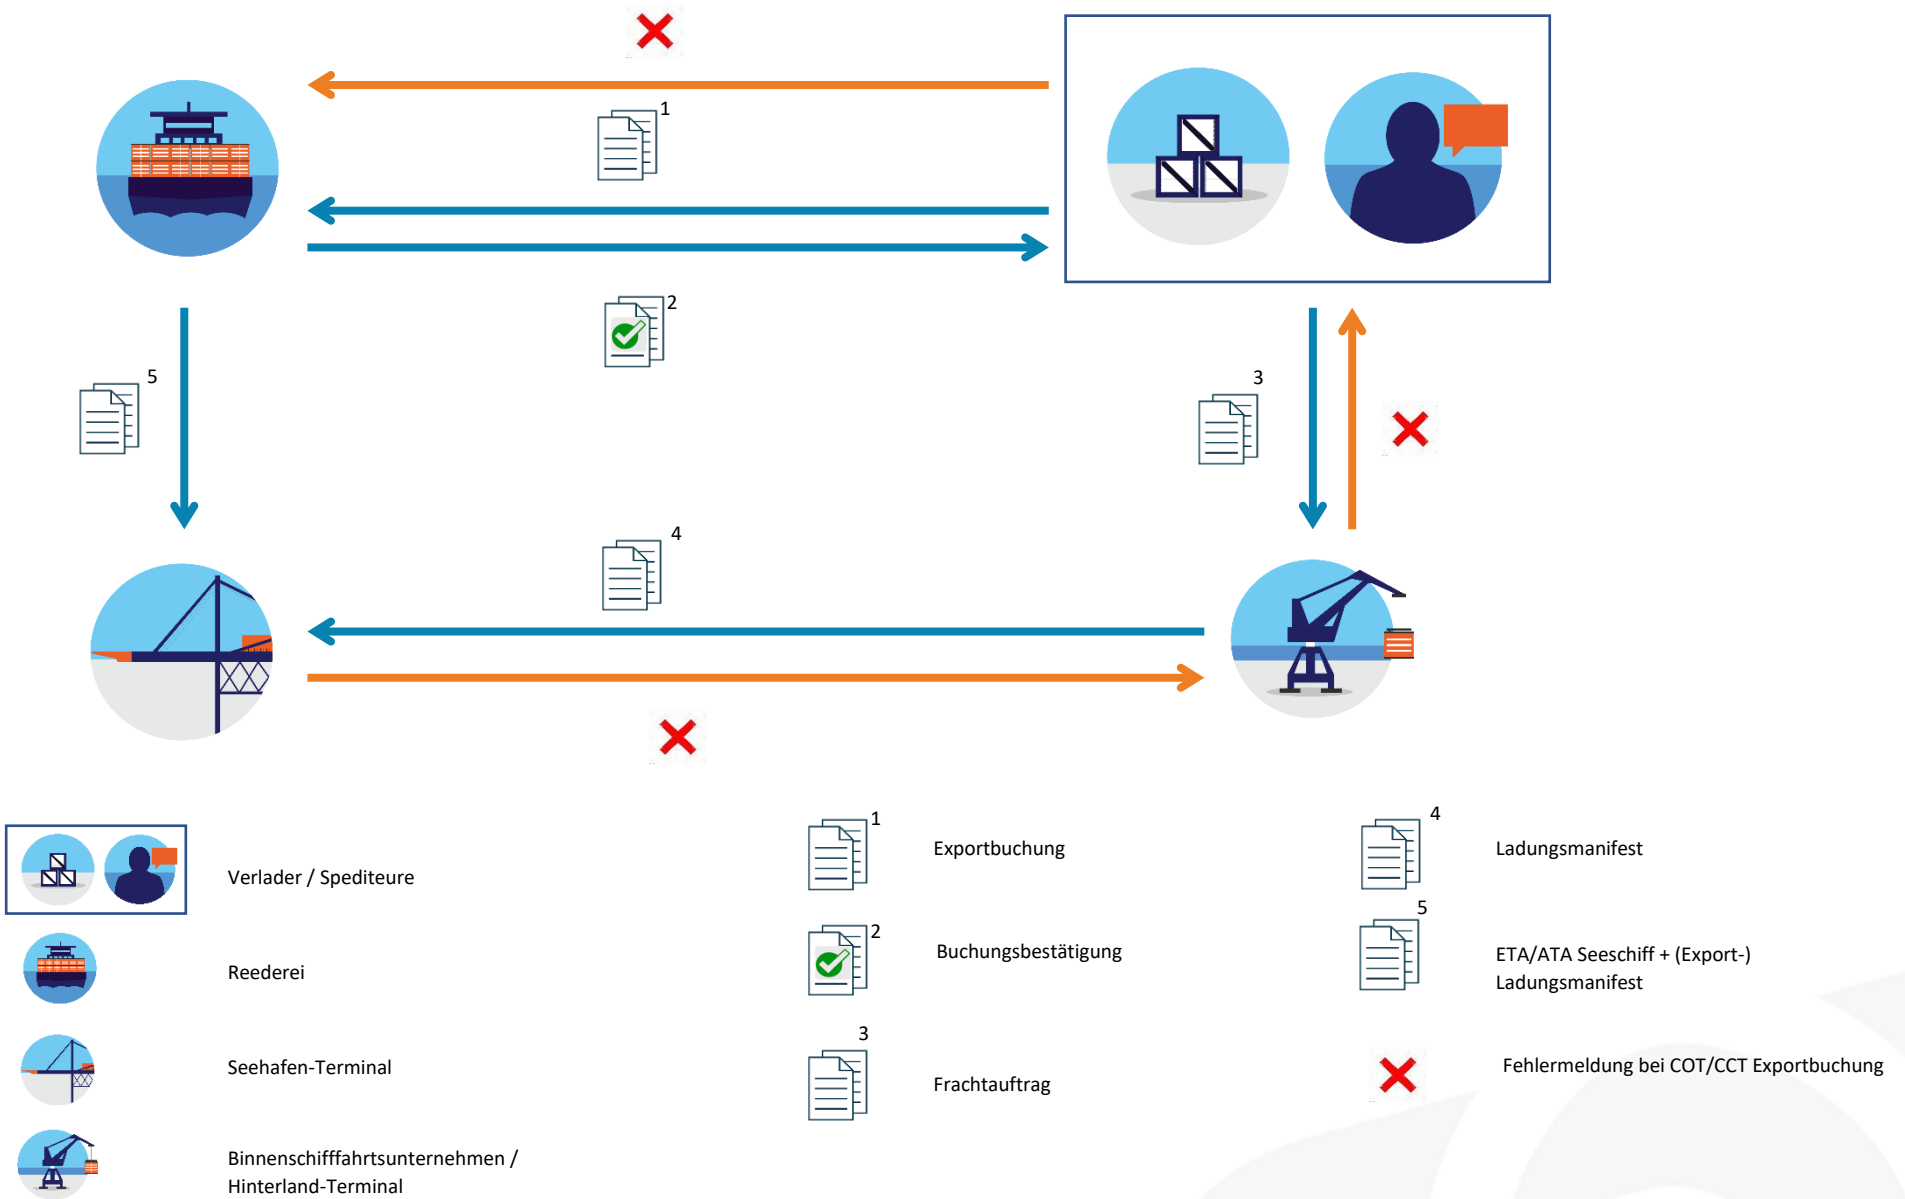 1
2
5
3
4
Verlader / Spediteure
Reederei
Seehafen-Terminal
Binnenschifffahrtsunternehmen /
Hinterland-Terminal
1
Exportbuchung
2
Buchungsbestätigung
3
Frachtauftrag
4
Ladungsmanifest
5
ETA/ATA Seeschiff + (Export-)
Ladungsmanifest
Fehlermeldung bei COT/CCT Exportbuchung